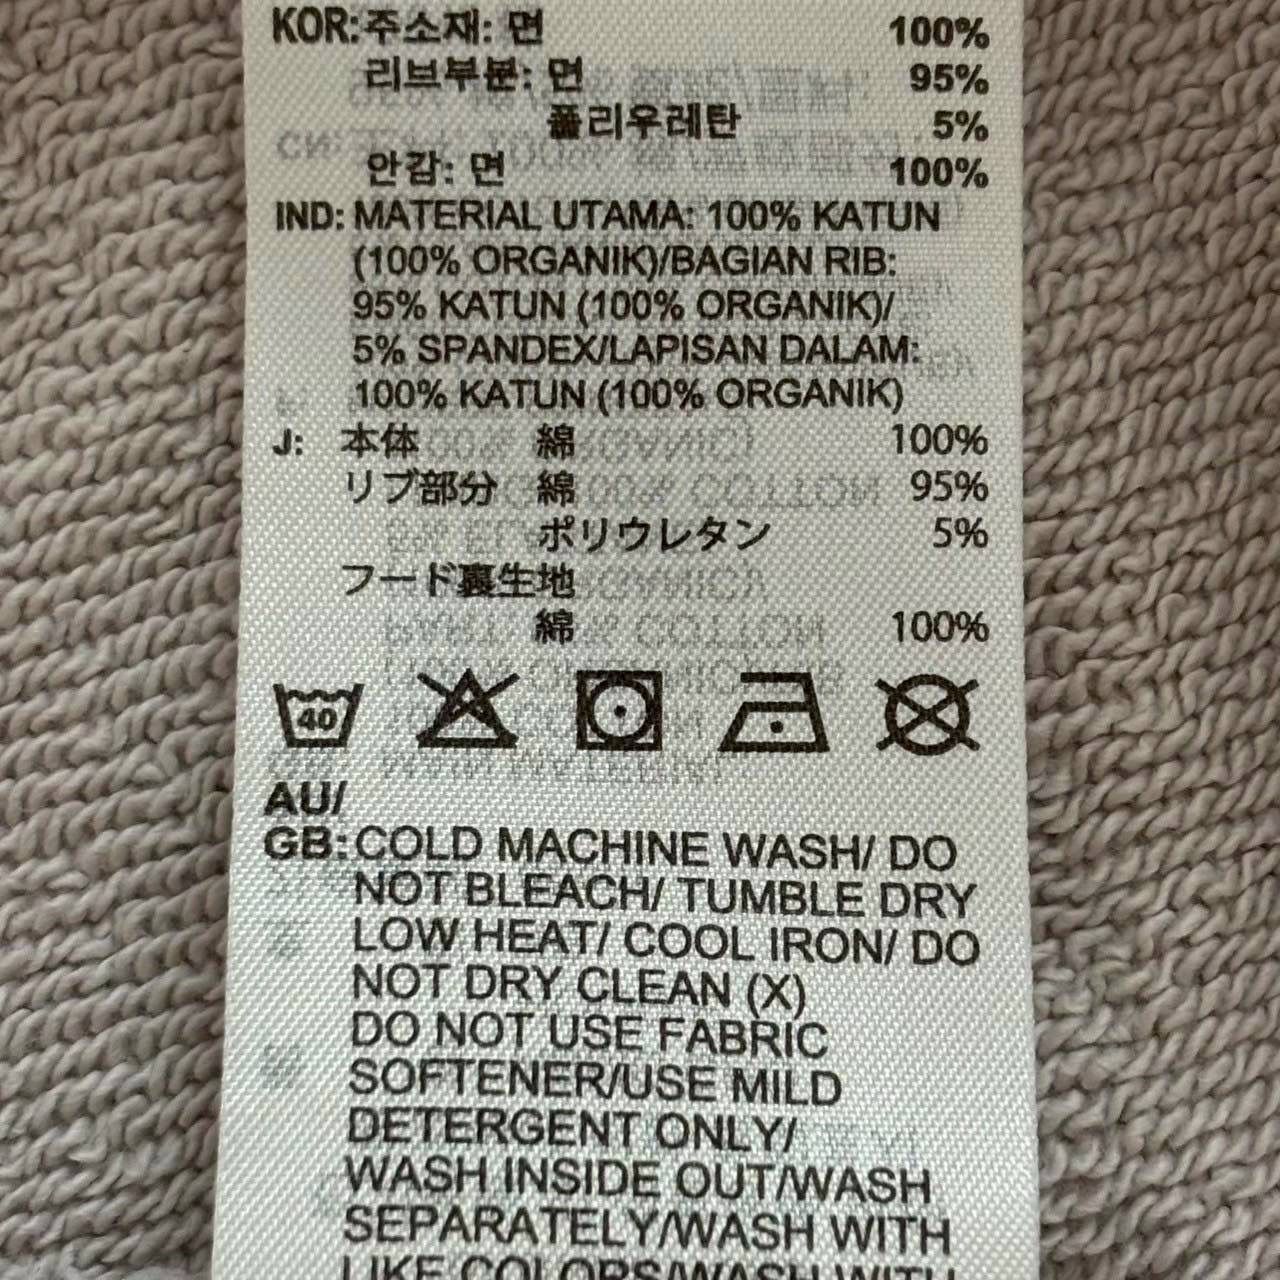 KOR: 주소재: 면 100%
리브부분: 면 95%
폴리우레탄 5%
안감: 면 100%
IND: MATERIAL UTAMA: 100% KATUN
(100% ORGANIK)/BAGIAN RIB:
95% KATUN (100% ORGANIK)/
5% SPANDEX/LAPISAN DALAM:
100% KATUN (100% ORGANIK)
J: 本体 綿 100%
リブ部分 綿 95%
ポリウレタン 5%
フード裏生地
綿 100%
40
AU/
GB: COLD MACHINE WASH/ DO
NOT BLEACH/ TUMBLE DRY
LOW HEAT/ COOL IRON/ DO
NOT DRY CLEAN (X)
DO NOT USE FABRIC
SOFTENER/USE MILD
DETERGENT ONLY/
WASH INSIDE OUT/WASH
SEPARATELY/WASH WITH
LIKE COLORS/WASH WITH